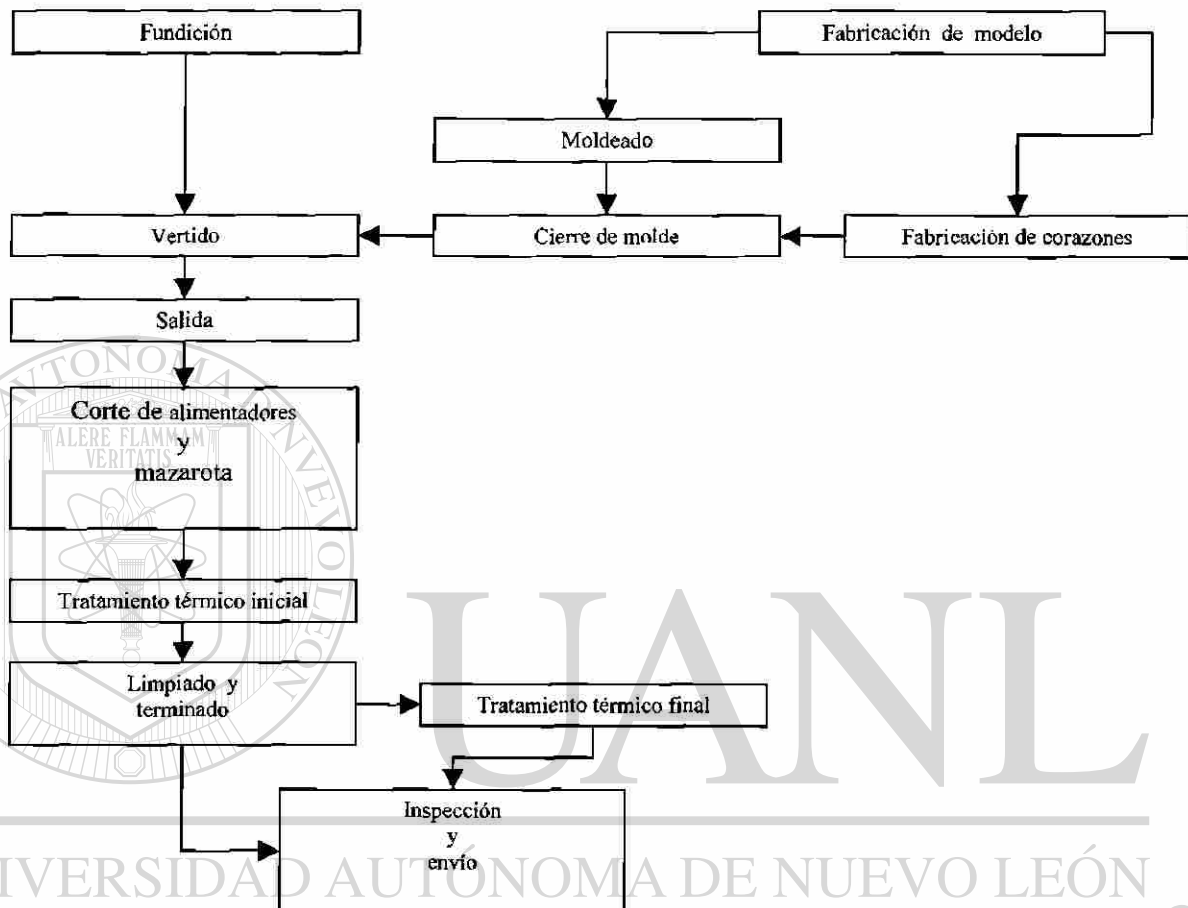 Fundición
Fabricación de modelo
Moldeado
Vertido
Cierre de molde
Fabricación de corazones
Salida
Corte de alimentadores
y
mazarota
Tratamiento térmico inicial
Limpiado y
terminado
Tratamiento térmico final
Inspección
y
envío
ALERE FLAMMAM
VERITATIS
UANL
IVERSIDAD AUTÓNOMA DE NUEVO LEÓN